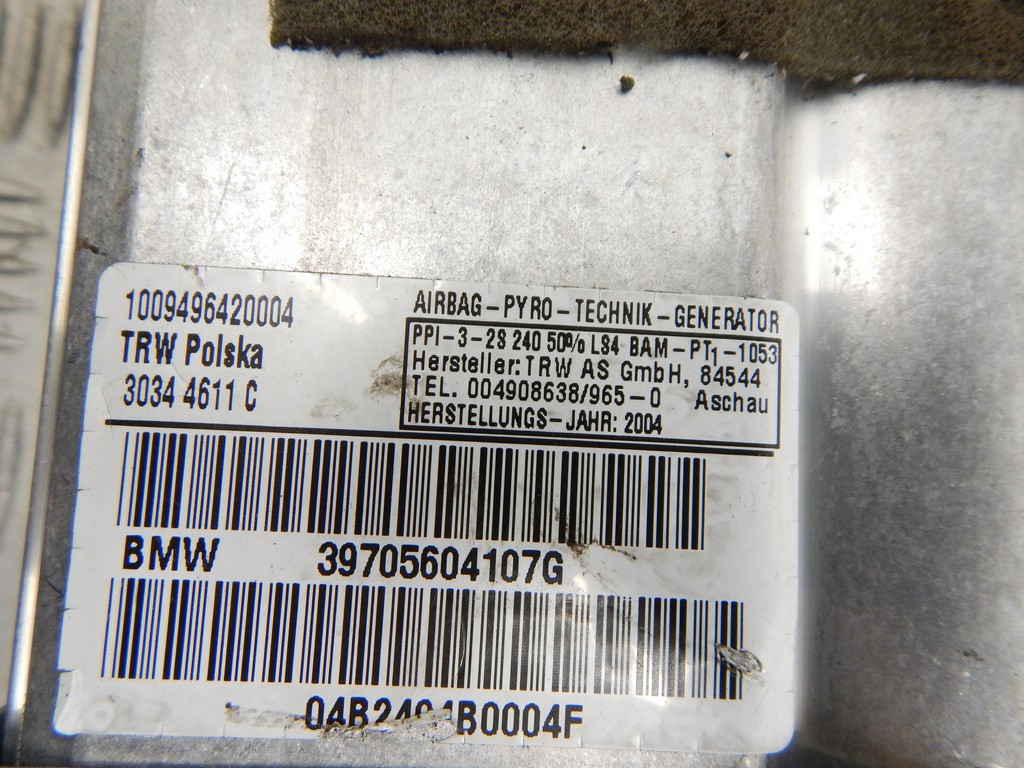 1009496420004
TRW Polska
3034 4611 C
AIRBAG-PYRO-TECHNIK-GENERATOR
PPI-3-2S 240 50% LS4 BAM-PT1-1053
Hersteller: TRW AS GmbH, 84544
TEL. 004908638/965-0 Aschau
HERSTELLUNGS-JAHR: 2004
BMW 39705604107G